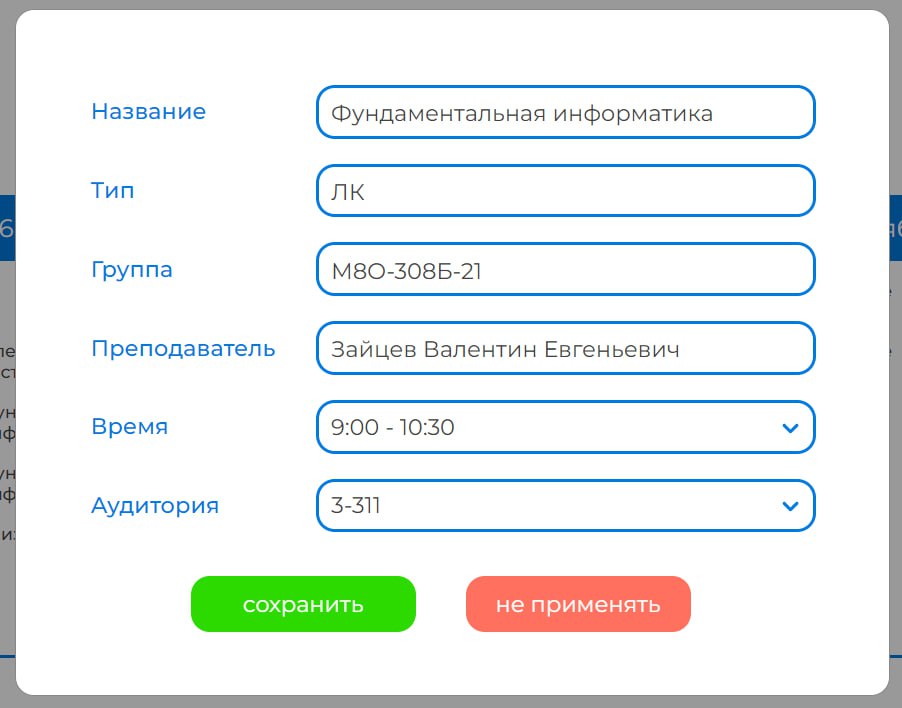 Название
Фундаментальная информатика
Тип
ЛК
Группа
М8О-308Б-21
Преподаватель
Зайцев Валентин Евгеньевич
Время
9:00 - 10:30
Аудитория
3-311
сохранить
не применять